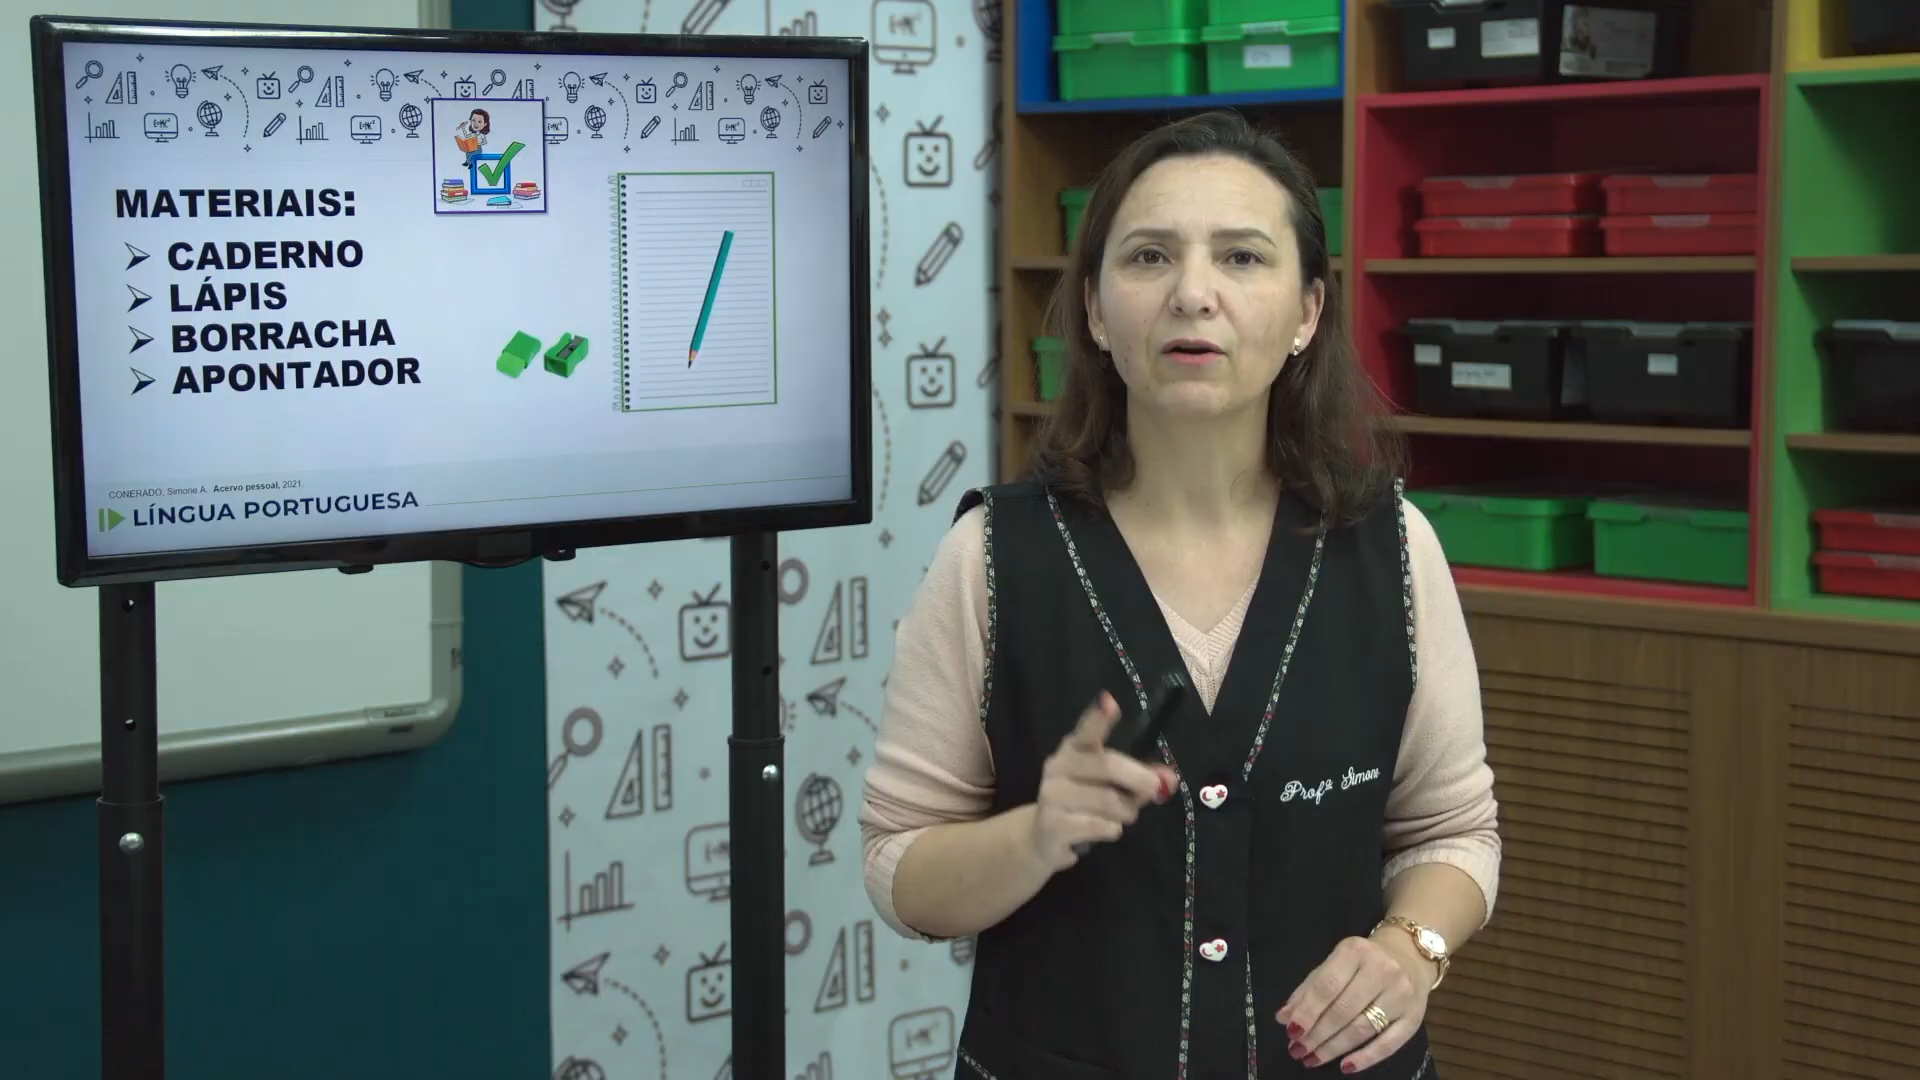 MATERIAIS:
CADERNO
LÁPIS
BORRACHA
APONTADOR
CONERADO, Simone A. Acervo pessoal, 2021.
LÍNGUA PORTUGUESA
Profª Simone